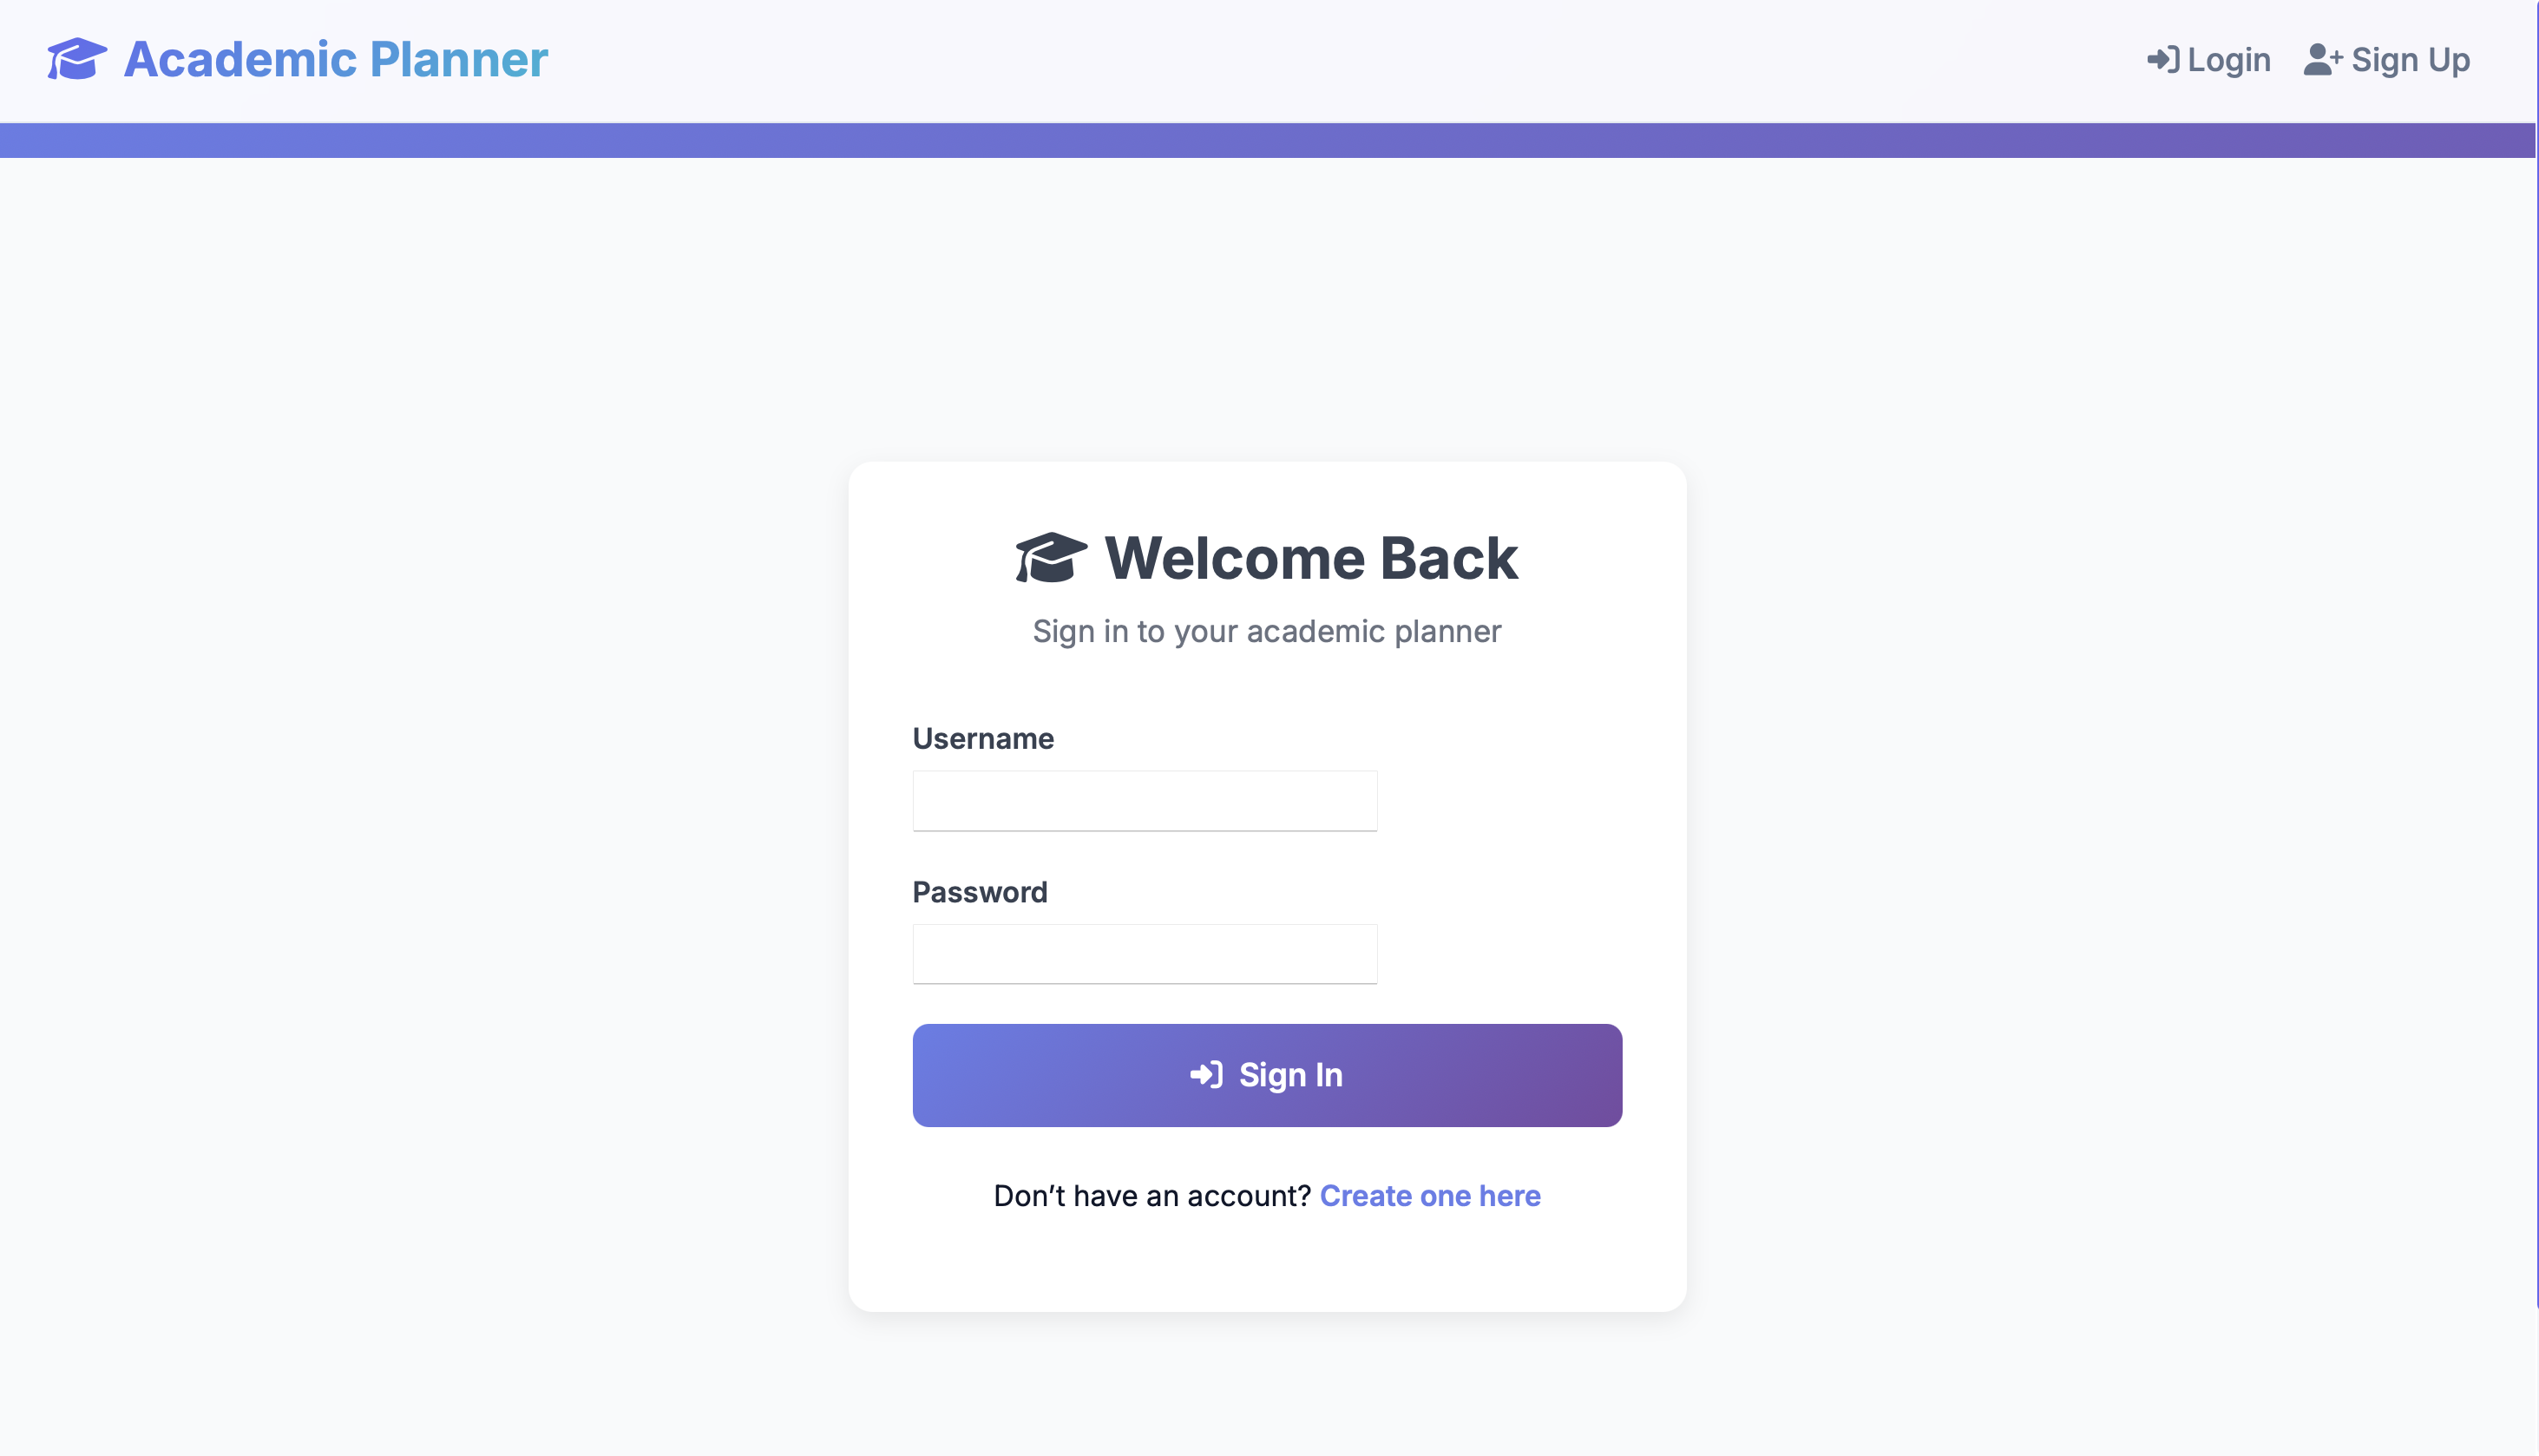 Academic Planner
Login
Sign Up
Welcome Back
Sign in to your academic planner
Username
Password
Sign In
Don’t have an account? Create one here